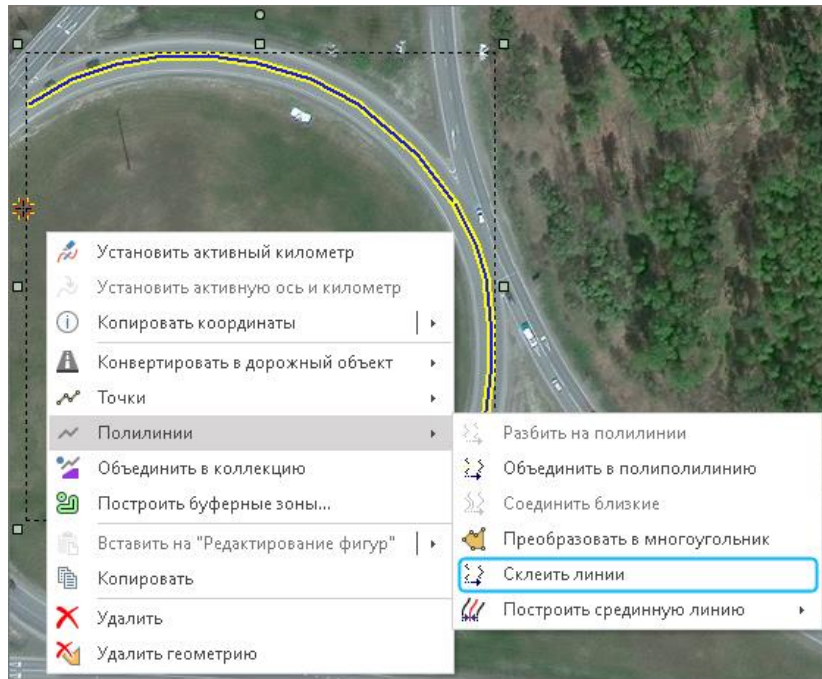 Установить активный километр
Установить активную ось и километр
Копировать координаты
Конвертировать в дорожный объект
Точки
Полилинии
Объединить в коллекцию
Построить буферные зоны...
Вставить на "Редактирование фигур"
Копировать
Удалить
Удалить геометрию
Разбить на полилинии
Объединить в полиполилинию
Соединить близкие
Преобразовать в многоугольник
Склеить линии
Построить срединную линию